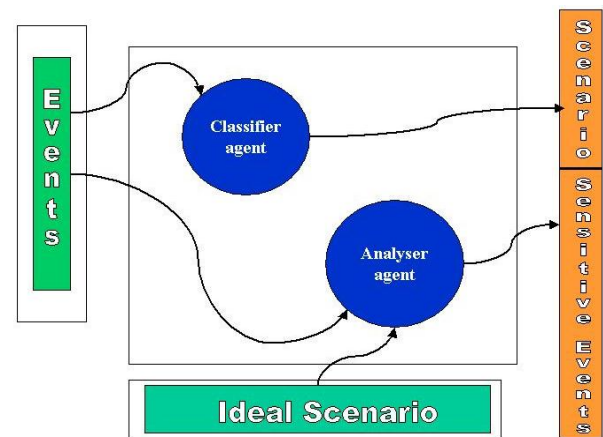 Events
Classifier
agent
Analyser
agent
Ideal Scenario
Scenario
Sensitive Events